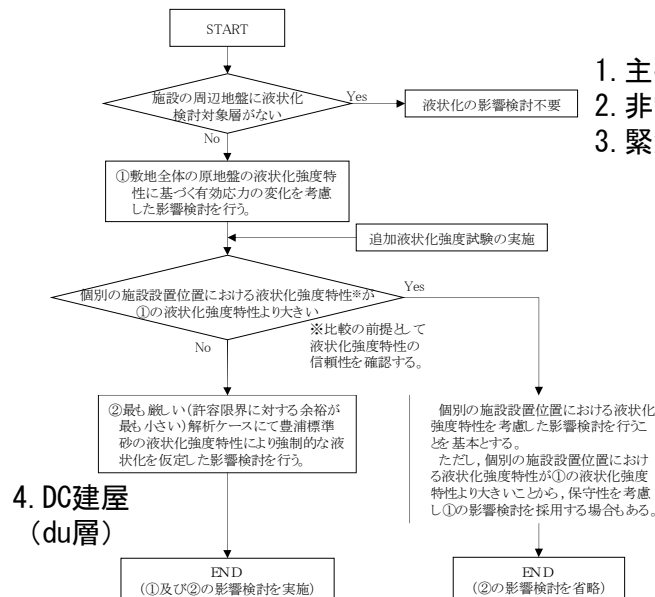 START
施設の周辺地盤に液状化
検討対象層がない
Yes
液状化の影響検討不要
1. 主
2. 非
3. 緊
No
①敷地全体の原地盤の液状化強度特
性に基づく有効応力の変化を考慮
した影響検討を行う。
追加液状化強度試験の実施
個別の施設設置位置における液状化強度特性※が
①の液状化強度特性より大きい
Yes
No
※比較の前提として
液状化強度特性の
信頼性を確認する。
②最も厳しい(許容限界に対する余裕が
最も小さい)解析ケースにて豊浦標準
砂の液状化強度特性により強制的な液
状化を仮定した影響検討を行う。
個別の施設設置位置における液状化
強度特性を考慮した影響検討を行うこ
とを基本とする。
ただし，個別の施設設置位置におけ
る液状化強度特性が①の液状化強度
特性より大きいことから，保守性を考慮
し①の影響検討を採用する場合もある。
4. DC建屋
（du層）
END
(①及び②の影響検討を実施)
END
(②の影響検討を省略)